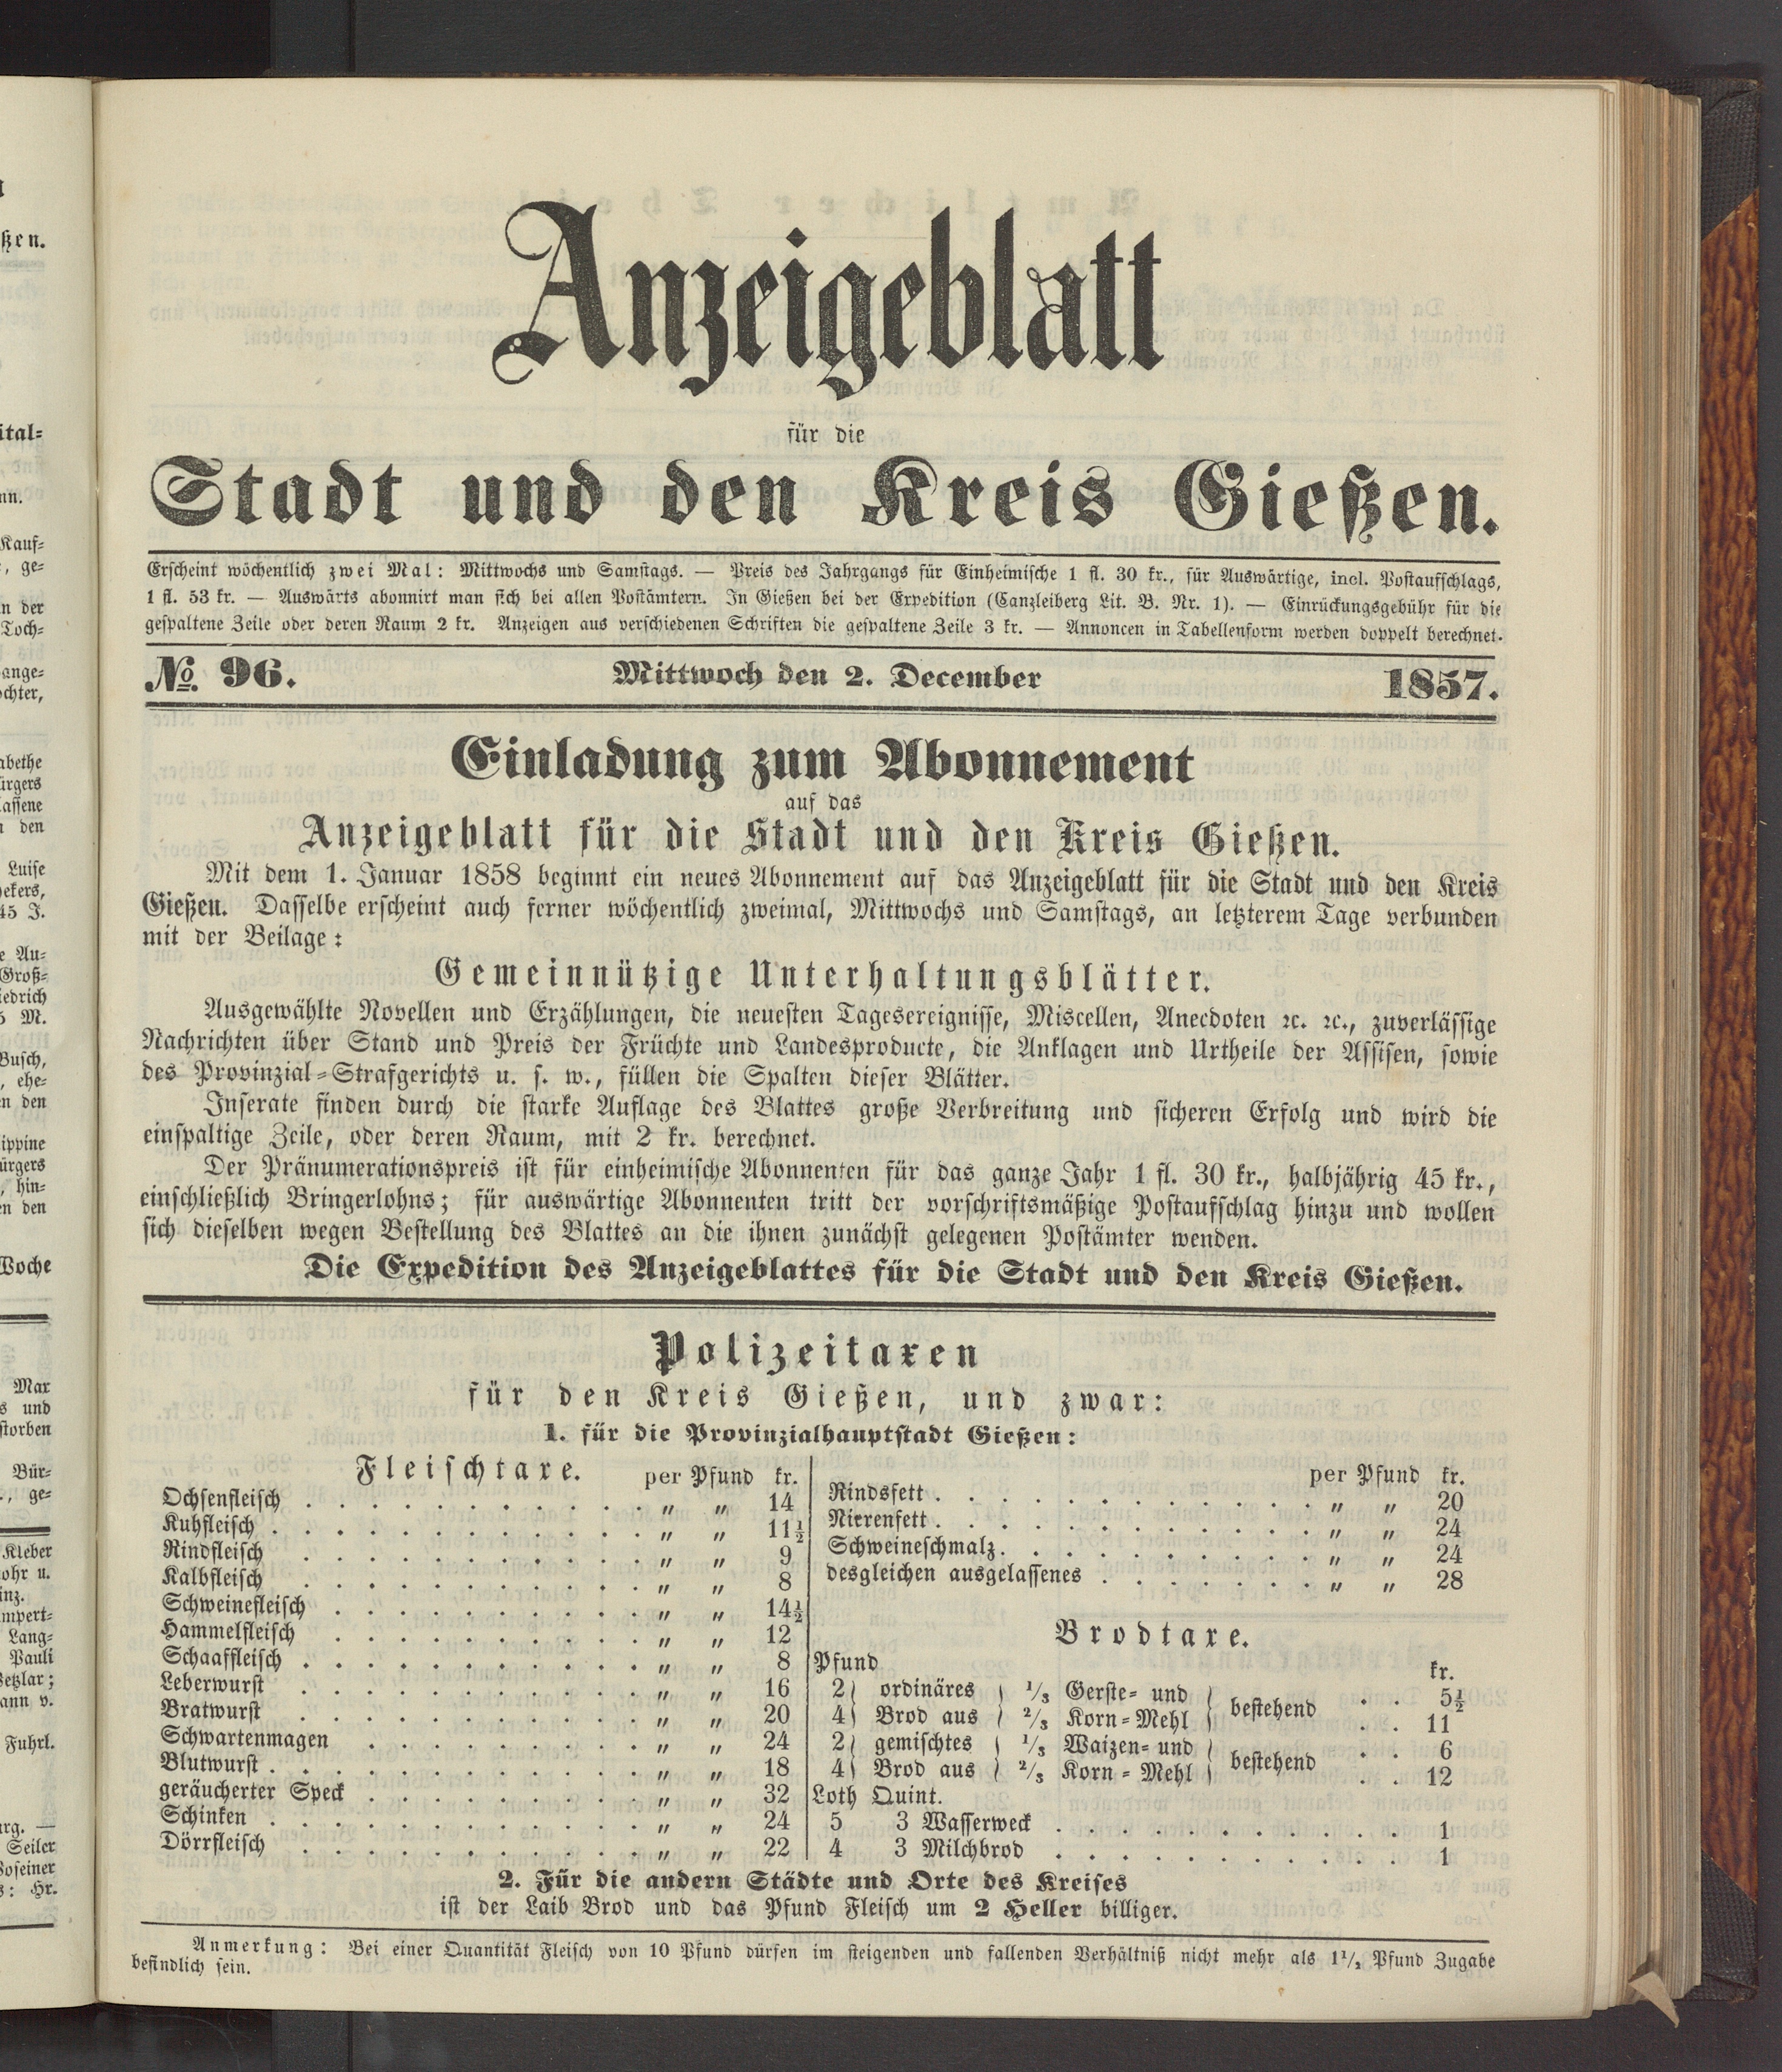 Anzeigeblatt
für die
Stadt und den Kreis Gießen.
Erscheint wöchentlich zwei Mal: Mittwochs und Samstags. — Preis des Jahrgangs für Einheimische 1 fl. 30 kr., für Auswärtige, incl. Postaufschlags,
1 fl. 53 kr. — Auswärts abonnirt man sich bei allen Postämtern. In Gießen bei der Expedition (Canzleiberg Lit. B. Nr. 1). — Einrückungsgebühr für die
gespaltene Zeile oder deren Raum 2 kr. Anzeigen aus verschiedenen Schriften die gespaltene Zeile 3 kr. — Annoncen in Tabellenform werden doppelt berechnet.
No. 96. Mittwoch den 2. December 1857.
Einladung zum Abonnement
auf das
Anzeigeblatt für die Stadt und den Kreis Gießen.
Mit dem 1. Januar 1858 beginnt ein neues Abonnement auf das Anzeigeblatt für die Stadt und den Kreis
Gießen. Dasselbe erscheint auch ferner wöchentlich zweimal, Mittwochs und Samstags, an letzterem Tage verbunden
mit der Beilage:
Gemeinnützige Unterhaltungsblätter.
Ausgewählte Novellen und Erzählungen, die neuesten Tagesereignisse, Miscellen, Anecdoten ꝛc. ꝛc., zuverlässige
Nachrichten über Stand und Preis der Früchte und Landesproducte, die Anklagen und Urtheile der Assisen, sowie
des Provinzial-Strafgerichts u. s. w., füllen die Spalten dieser Blätter.
Inserate finden durch die starke Auflage des Blattes große Verbreitung und sicheren Erfolg und wird die
einspaltige Zeile, oder deren Raum, mit 2 kr. berechnet.
Der Pränumerationspreis ist für einheimische Abonnenten für das ganze Jahr 1 fl. 30 kr., halbjährig 45 kr.,
einschließlich Bringerlohns; für auswärtige Abonnenten tritt der vorschriftsmäßige Postaufschlag hinzu und wollen
sich dieselben wegen Bestellung des Blattes an die ihnen zunächst gelegenen Postämter wenden.
Die Expedition des Anzeigeblattes für die Stadt und den Kreis Gießen.
Polizeitaxen
für den Kreis Gießen, und zwar:
1. für die Provinzialhauptstadt Gießen:
Fleischtaxe. per Pfund kr.
Ochsenfleisch . . . . . . . . . . . . " " 14
Kuhfleisch . . . . . . . . . . . . " " 11½
Rindfleisch . . . . . . . . . . . . " " 9
Kalbfleisch . . . . . . . . . . . . " " 8
Schweinefleisch . . . . . . . . . . . " " 14½
Hammelfleisch . . . . . . . . . . . " " 12
Schaaffleisch . . . . . . . . . . . . " " 8
Leberwurst . . . . . . . . . . . . " " 16
Bratwurst . . . . . . . . . . . . " " 20
Schwartenmagen . . . . . . . . . . " " 24
Blutwurst . . . . . . . . . . . . " " 18
geräucherter Speck . . . . . . . . . . " " 32
Schinken . . . . . . . . . . . . " " 24
Dörrfleisch . . . . . . . . . . . . " " 22
per Pfund kr.
Rindsfett . . . . . . . . . . . . " " 20
Nierenfett . . . . . . . . . . . . " " 24
Schweineschmalz . . . . . . . . . . " " 24
desgleichen ausgelassenes . . . . . . . " " 28
Brodtaxe.
Pfund kr.
2) ordinäres ( 1/3 Gerste- und ) bestehend . . 5½
4) Brod aus ( 2/3 Korn-Mehl ) . . 11
2) gemischtes ( 1/3 Waizen- und ) bestehend . . 6
4) Brod aus ( 2/3 Korn-Mehl ) . . 12
Loth Quint.
5 3 Wasserweck . . . . . . . . . . . 1
4 3 Milchbrod . . . . . . . . . . . 1
2. Für die andern Städte und Orte des Kreises
ist der Laib Brod und das Pfund Fleisch um 2 Heller billiger.
Anmerkung: Bei einer Quantität Fleisch von 10 Pfund dürfen im steigenden und fallenden Verhältniß nicht mehr als 1½ Pfund Zugabe
befindlich sein.